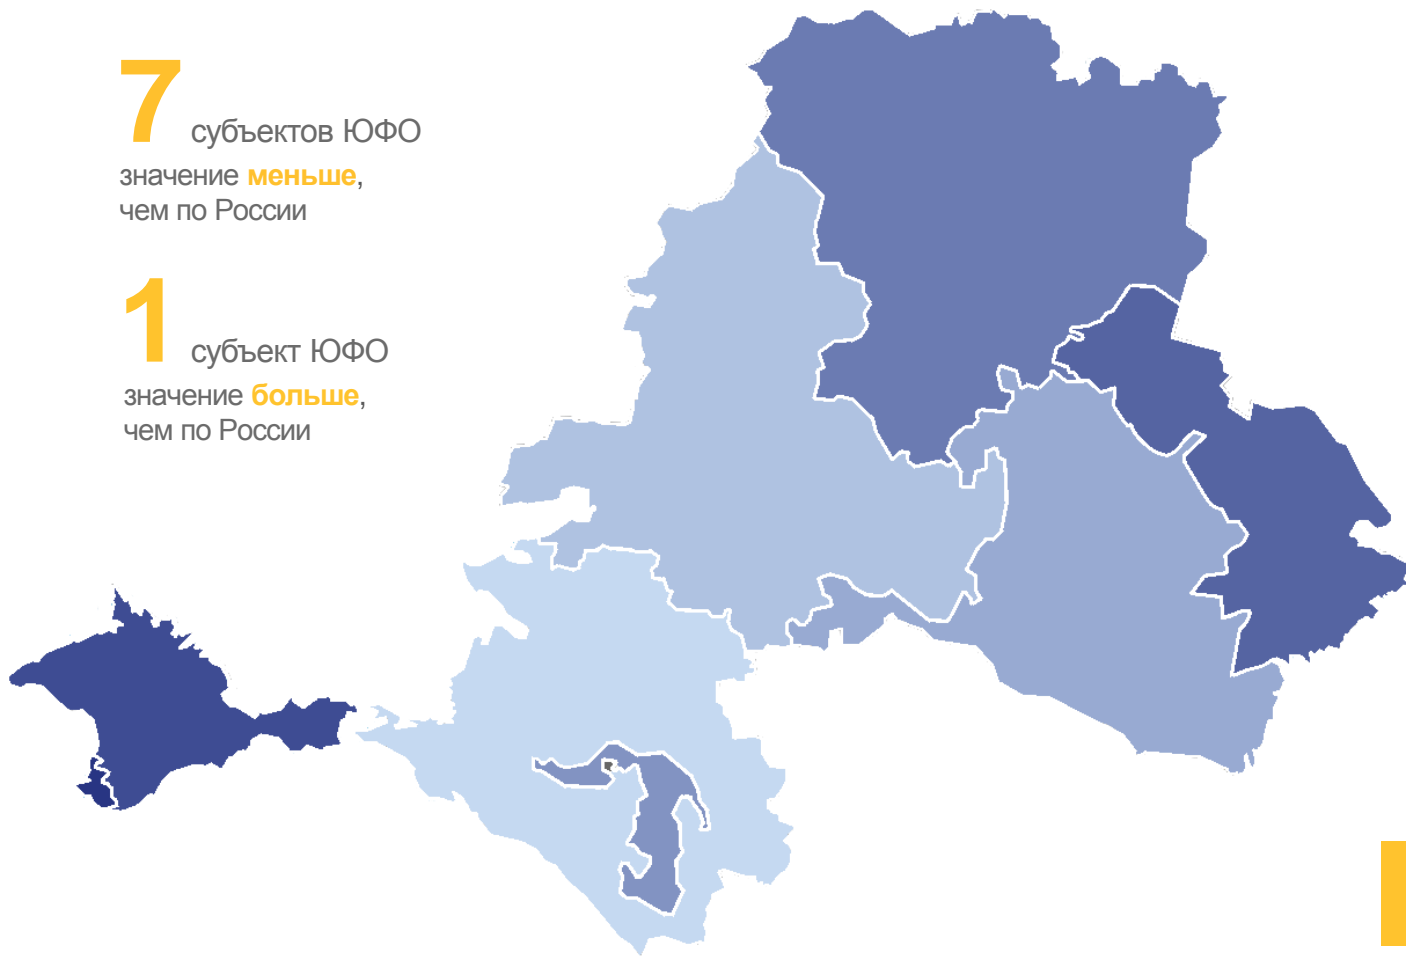 7 субъектов ЮФО
значение меньше,
чем по России
1 субъект ЮФО
значение больше,
чем по России